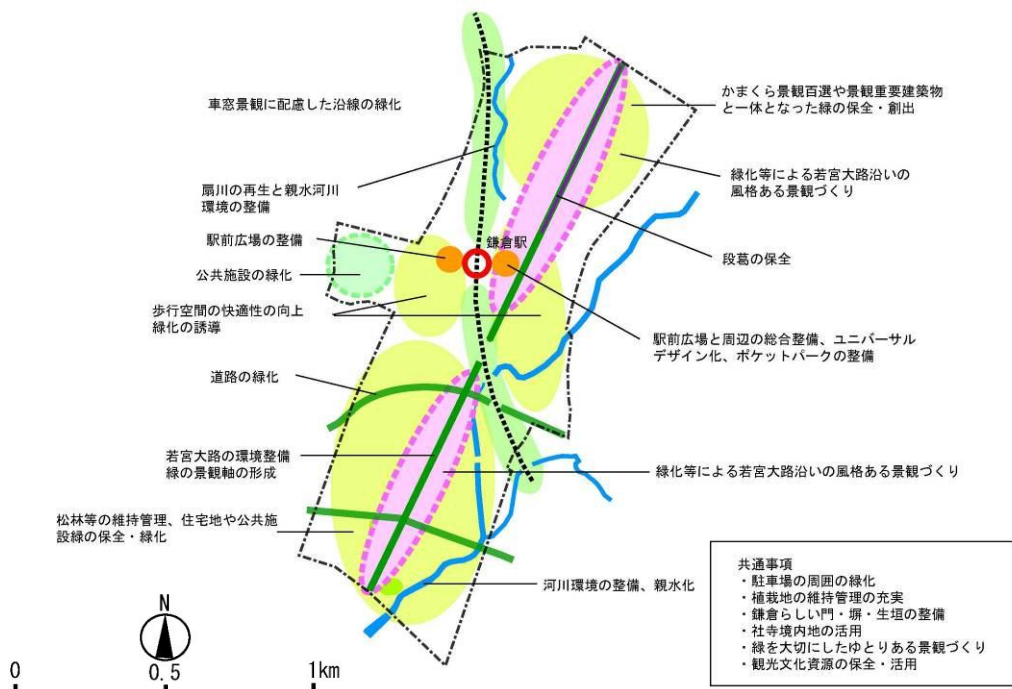 車窓景観に配慮した沿線の緑化
かまくら景観百選や景観重要建築物
と一体となった緑の保全・創出
扇川の再生と親水河川
環境の整備
緑化等による若宮大路沿いの
風格ある景観づくり
駅前広場の整備
鎌倉駅
段葛の保全
公共施設の緑化
歩行空間の快適性の向上
緑化の誘導
駅前広場と周辺の総合整備、ユニバーサル
デザイン化、ポケットパークの整備
道路の緑化
若宮大路の環境整備
緑の景観軸の形成
緑化等による若宮大路沿いの風格ある景観づくり
松林等の維持管理、住宅地や公共施
設緑の保全・緑化
河川環境の整備、親水化
共通事項
・駐車場の周囲の緑化
・植栽地の維持管理の充実
・鎌倉らしい門・塀・生垣の整備
・社寺境内地の活用
・緑を大切にしたゆとりある景観づくり
・観光文化資源の保全・活用
N
0 0.5 1km